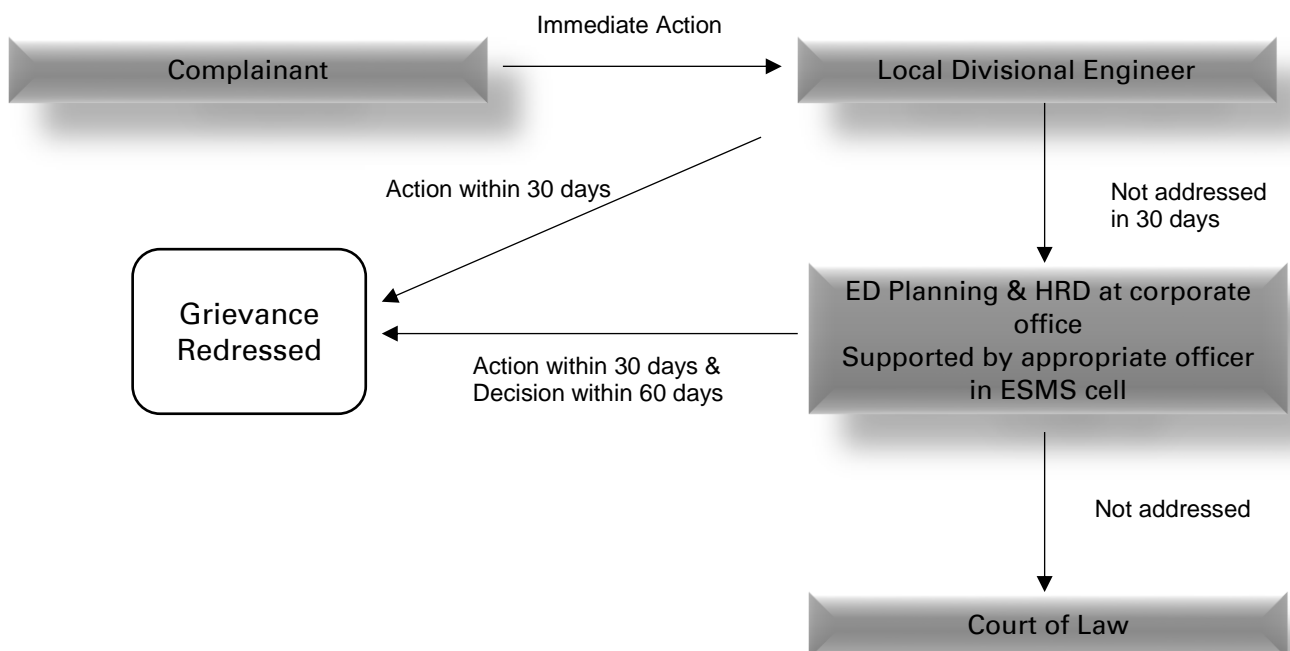 Immediate Action
Complainant
Local Divisional Engineer
Action within 30 days
Not addressed
in 30 days
Grievance
Redressed
ED Planning & HRD at corporate
office
Supported by appropriate officer
in ESMS cell
Action within 30 days &
Decision within 60 days
Not addressed
Court of Law